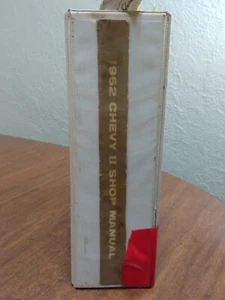 1962 CHEVY II SHOP MANUAL